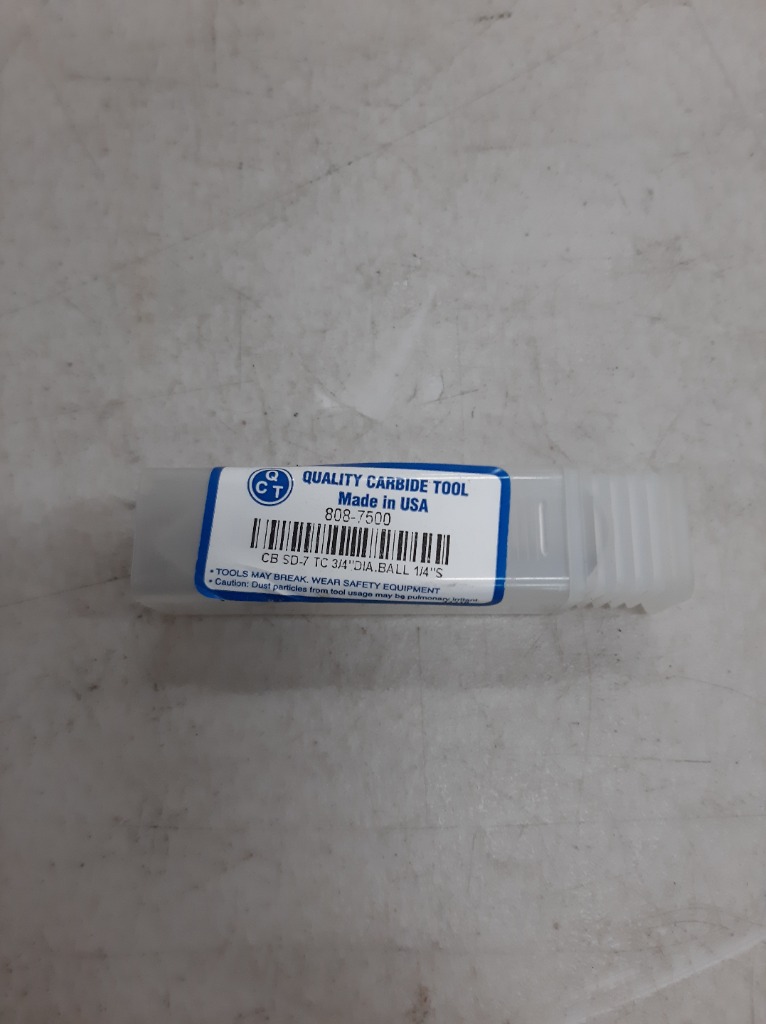 QCT
QUALITY CARBIDE TOOL
Made in USA
808-7500
CB SD-7 TC 3/4"DIA.BALL 1/4"S
• TOOLS MAY BREAK. WEAR SAFETY EQUIPMENT
• Caution: Dust particles from tool usage may be pulmonary irritant